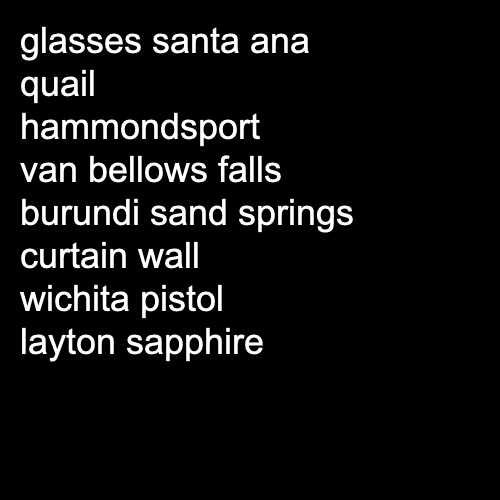 glasses santa ana
quail
hammondsport
van bellows falls
burundi sand springs
curtain wall
wichita pistol
layton sapphire